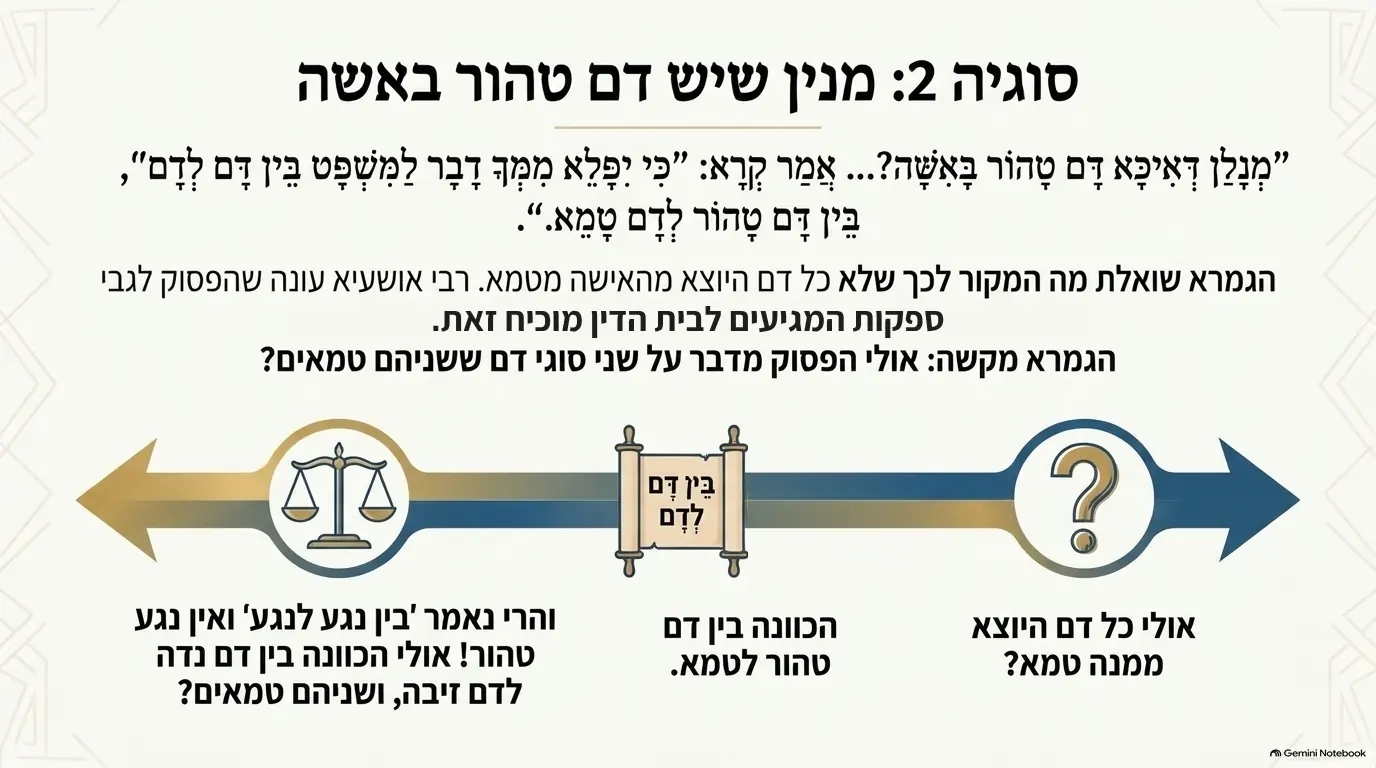 סוגיה 2: מנין שיש דם טהור באשה
"מְנָלַן דְּאִיכָּא דָּם טָהוֹר בָּאִשָּׁה?... אֲמַר קְרָא: "כִּי יִפָּלֵא מִמְּךָ דָבָר לַמִּשְׁפָּט בֵּין דָּם לְדָם",
בֵּין דָּם טָהוֹר לְדָם טָמֵא.".
הגמרא שואלת מה המקור לכך שלא כל דם היוצא מהאישה מטמא. רבי אושעיא עונה שהפסוק לגבי
ספקות המגיעים לבית הדין מוכיח זאת.
הגמרא מקשה: אולי הפסוק מדבר על שני סוגי דם ששניהם טמאים?
בֵּין דָּם
לְדָם
אולי כל דם היוצא
ממנה טמא?
הכוונה בין דם
טהור לטמא.
והרי נאמר 'בין נגע לנגע' ואין נגע
טהור! אולי הכוונה בין דם נדה
לדם זיבה, ושניהם טמאים?
Gemini Notebook